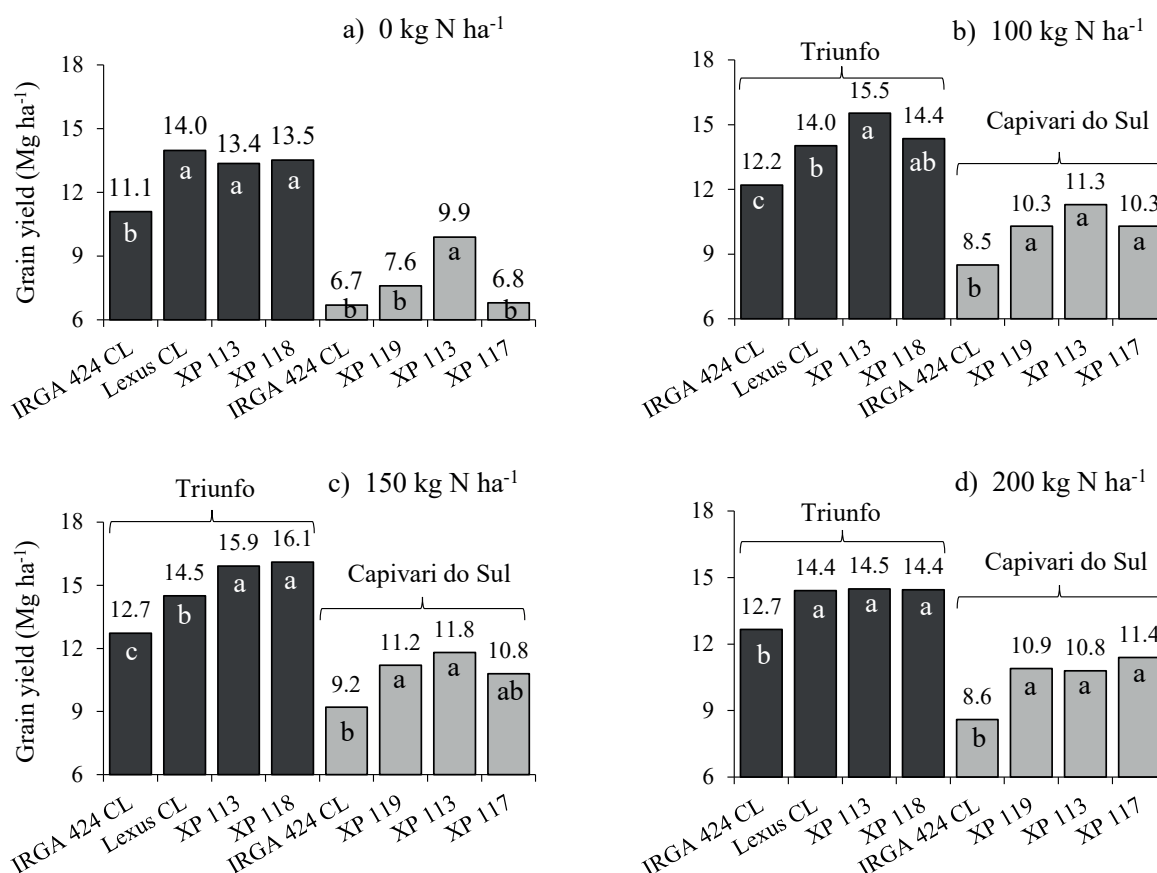 a) 0 kg N ha-1
Grain yield (Mg ha-1)
18
15
12
9
6
11.1
14.0
13.4
13.5
6.7
7.6
9.9
6.8
b
a
a
a
b
b
a
b
IRGA 424 CL
Lexus CL
XP 113
XP 118
IRGA 424 CL
XP 119
XP 113
XP 117
b) 100 kg N ha-1
Triunfo
Capivari do Sul
18
15
12
9
6
12.2
14.0
15.5
14.4
8.5
10.3
11.3
10.3
c
b
a
ab
b
a
a
a
IRGA 424 CL
Lexus CL
XP 113
XP 118
IRGA 424 CL
XP 119
XP 113
XP 117
c) 150 kg N ha-1
Triunfo
Capivari do Sul
Grain yield (Mg ha-1)
18
15
12
9
6
12.7
14.5
15.9
16.1
9.2
11.2
11.8
10.8
c
b
a
a
b
a
a
ab
IRGA 424 CL
Lexus CL
XP 113
XP 118
IRGA 424 CL
XP 119
XP 113
XP 117
d) 200 kg N ha-1
Triunfo
Capivari do Sul
18
15
12
9
6
12.7
14.4
14.5
14.4
8.6
10.9
10.8
11.4
b
a
a
a
b
a
a
a
IRGA 424 CL
Lexus CL
XP 113
XP 118
IRGA 424 CL
XP 119
XP 113
XP 117